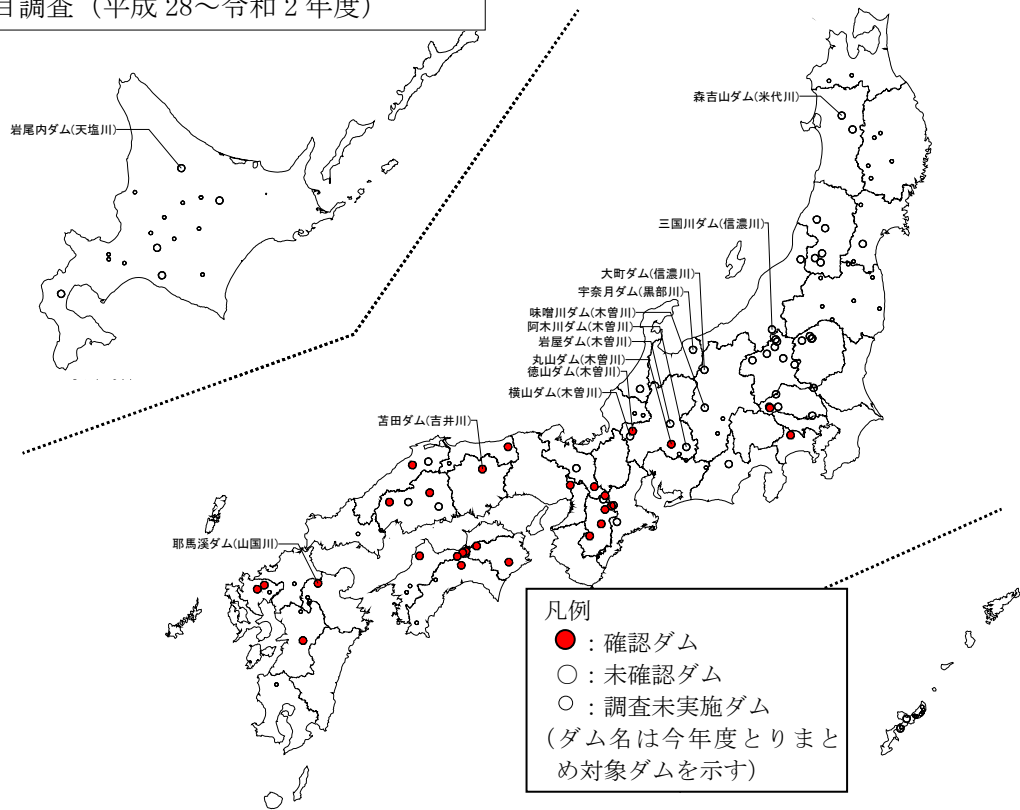 目調査（平成 28～令和 2 年度）
岩尾内ダム(天塩川)
森吉山ダム(米代川)
三国川ダム(信濃川)
大町ダム(信濃川)
宇奈月ダム(黒部川)
味噌川ダム(木曽川)
阿木川ダム(木曽川)
岩屋ダム(木曽川)
丸山ダム(木曽川)
徳山ダム(木曽川)
横山ダム(木曽川)
苫田ダム(吉井川)
耶馬溪ダム(山国川)
凡例
：確認ダム
：未確認ダム
：調査未実施ダム
(ダム名は今年度とりまと
め対象ダムを示す)